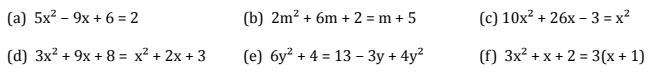 (a) 5x² – 9x + 6 = 2 (b) 2m² + 6m + 2 = m + 5 (c) 10x² + 26x – 3 = x²
(d) 3x² + 9x + 8 = x² + 2x + 3 (e) 6y² + 4 = 13 – 3y + 4y² (f) 3x² + x + 2 = 3(x + 1)